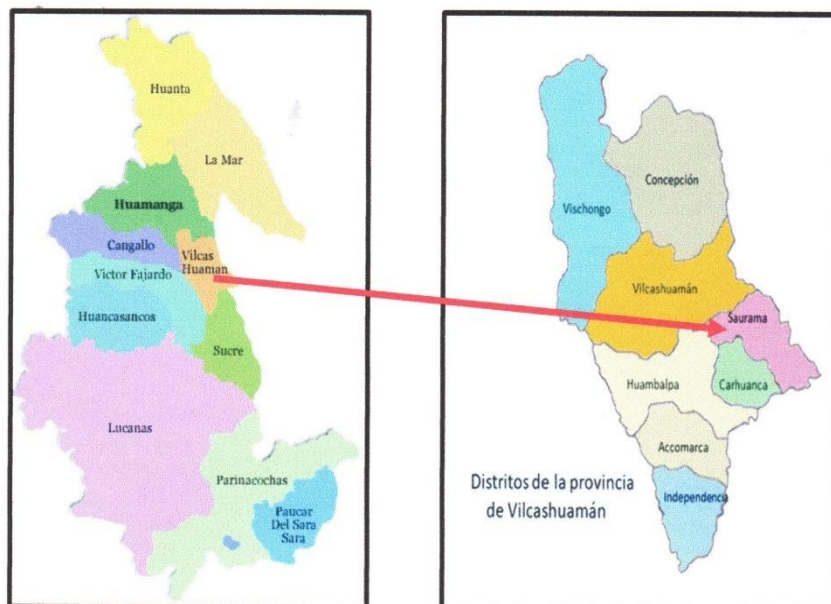 Huanta
La Mar
Huamanga
Cangallo
Vilcas
Huaman
Victor Fajardo
Huancasancos
Sucre
Lucanas
Parinacochas
Paucar
Del Sara
Sara
Concepción
Vischongo
Vilcashuamán
Saurama
Huambalpa
Carhuanca
Accomarca
Independencia
Distritos de la provincia
de Vilcashuamán